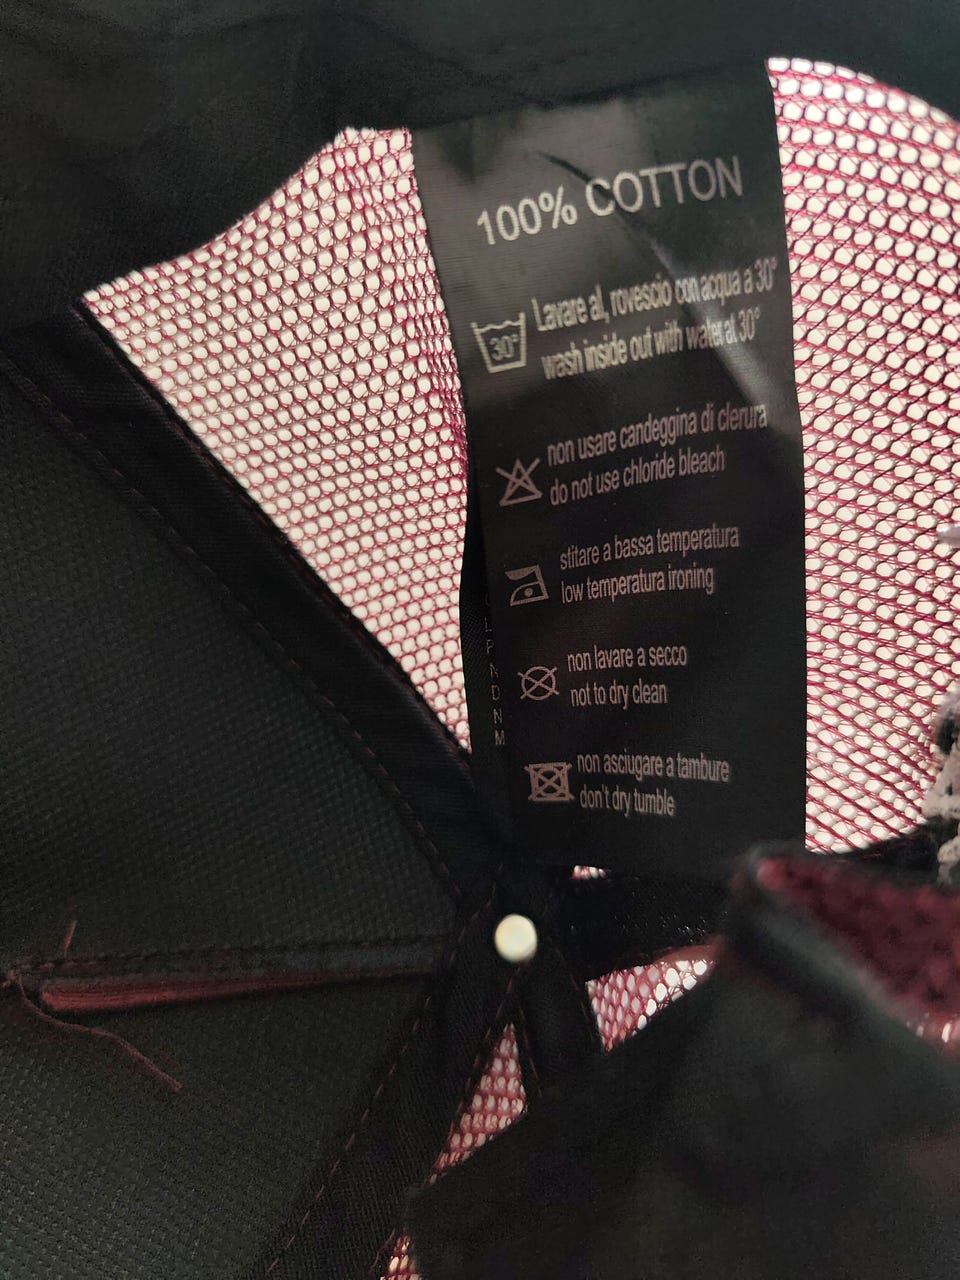 100% COTTON
30°
Lavare al, rovescio con acqua a 30°
wash inside out with water at 30°
non usare candeggina di clerura
do not use chloride bleach
stitare a bassa temperatura
low temperatura ironing
non lavare a secco
not to dry clean
non asciugare a tambure
don't dry tumble